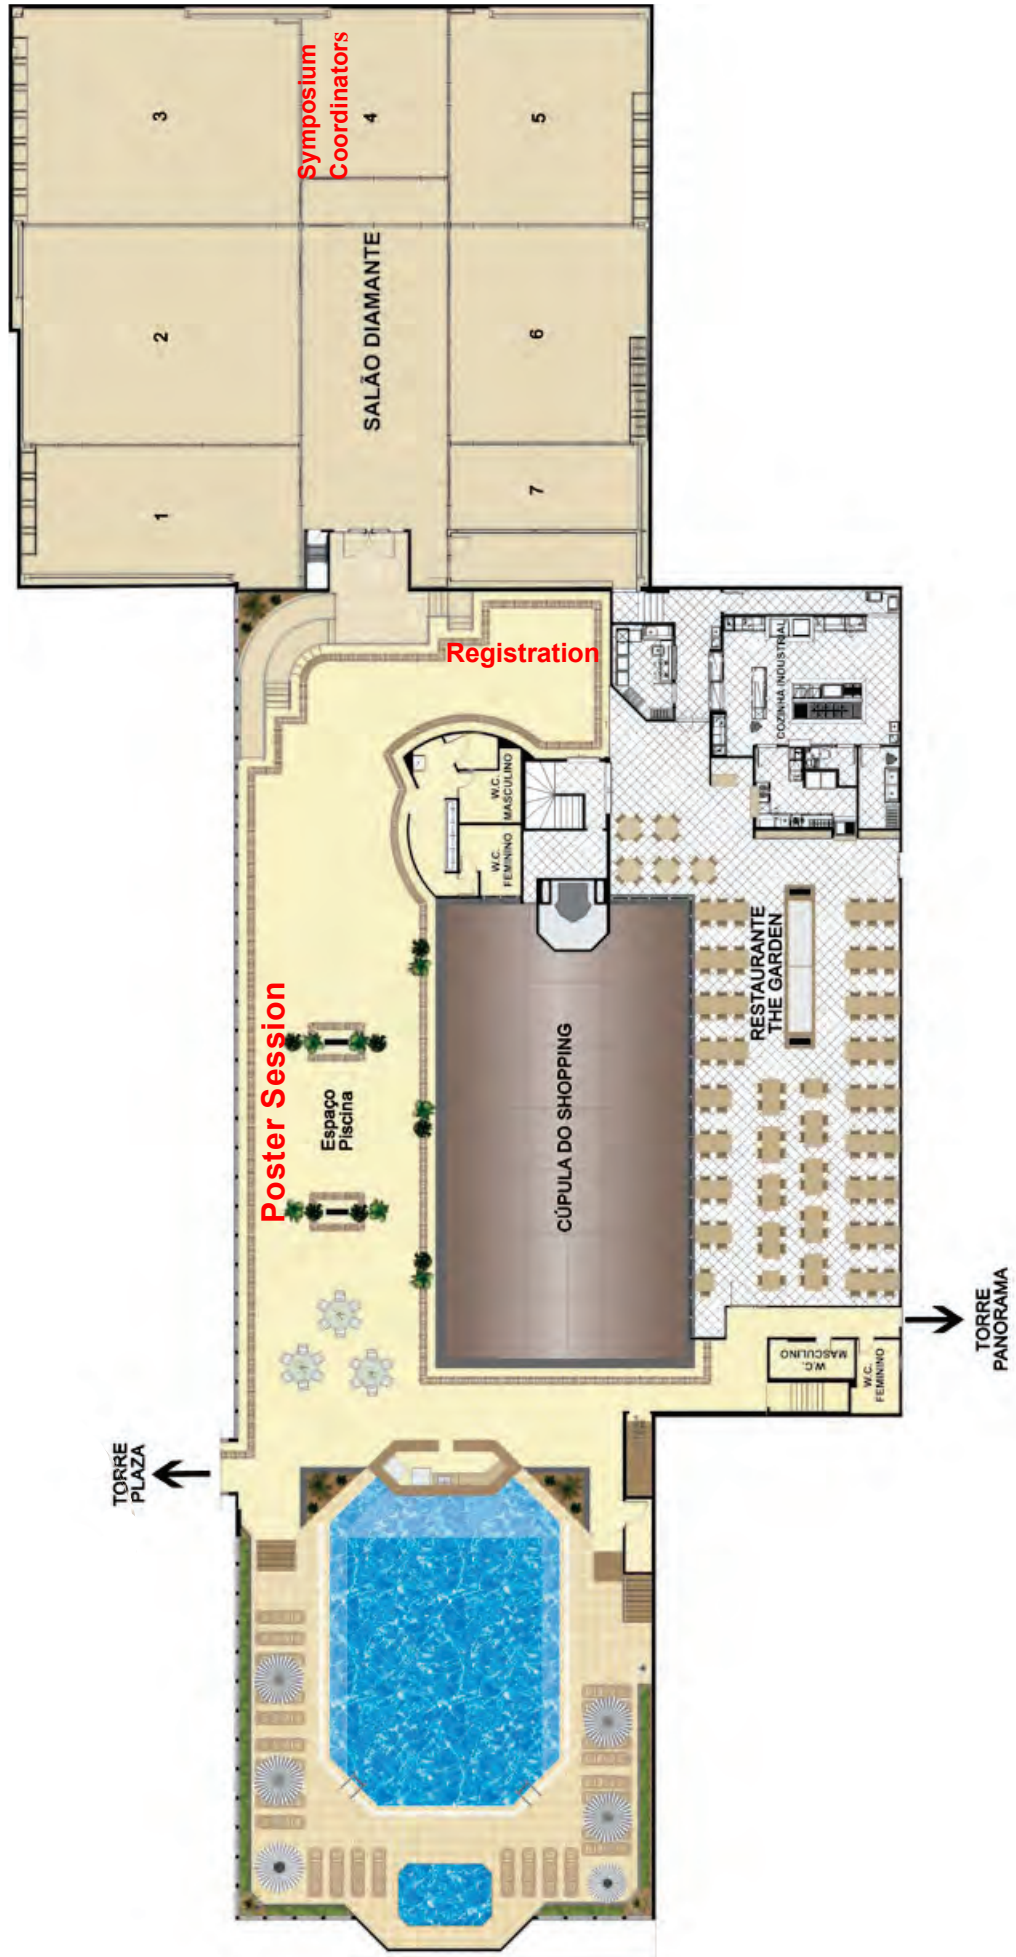 3
Symposium
Coordinators
4
5
2
SALÃO DIAMANTE
6
1
7
Registration
COZINHA INDUSTRIAL
W.C.
MASCULINO
W.C.
FEMININO
RESTAURANTE
THE GARDEN
Poster Session
Espaço
Piscina
CÚPULA DO SHOPPING
TORRE
PANORAMA
W.C.
MASCULINO
W.C.
FEMININO
TORRE
PLAZA